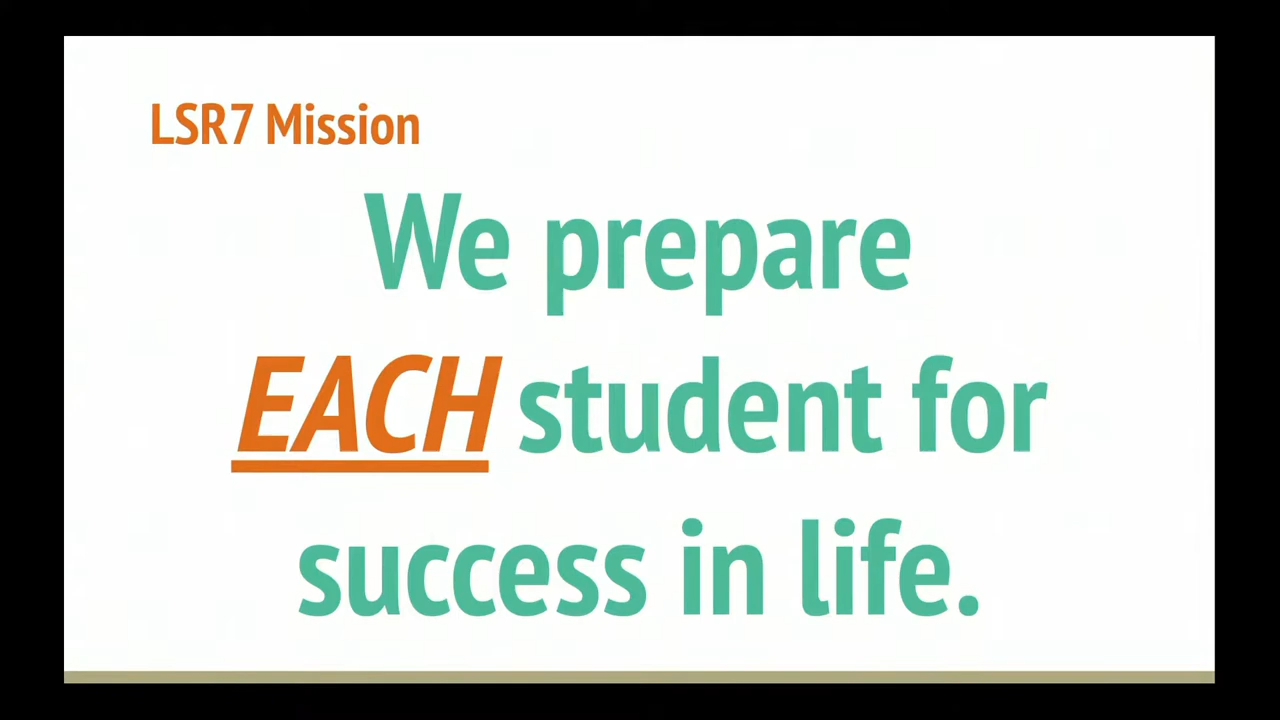 LSR7 Mission
We prepare
EACH student for
success in life.